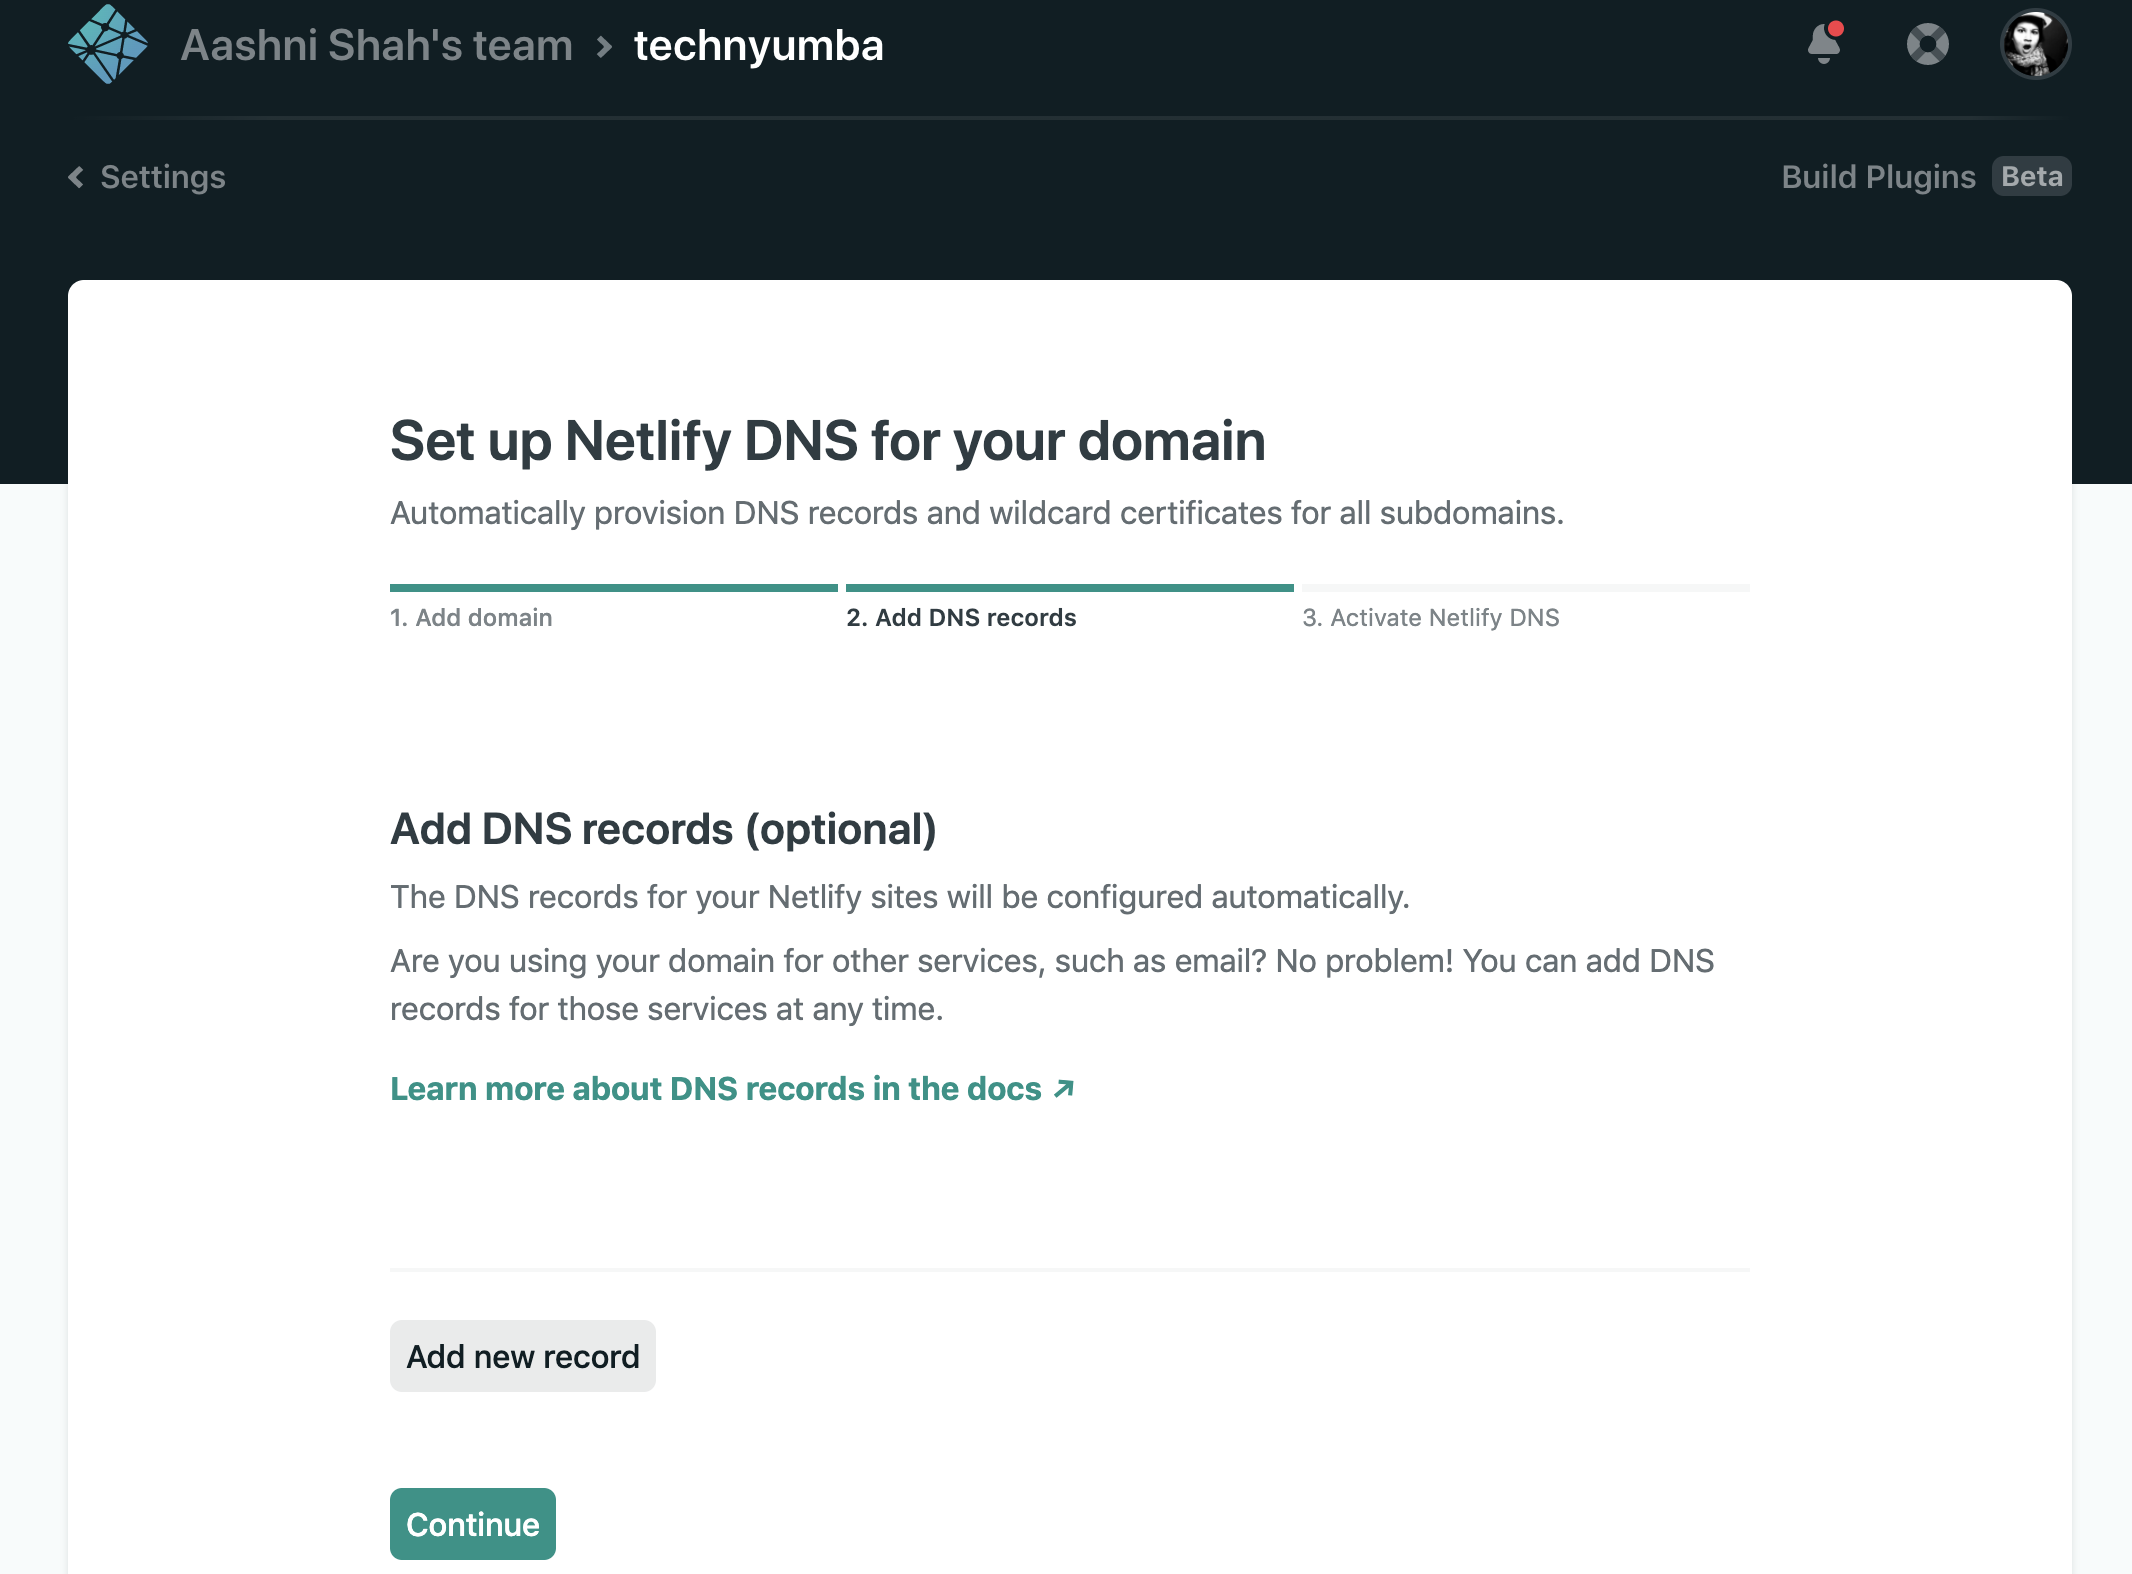 Aashni Shah's team > technyumba
Settings
Build Plugins Beta
Set up Netlify DNS for your domain
Automatically provision DNS records and wildcard certificates for all subdomains.
1. Add domain
2. Add DNS records
3. Activate Netlify DNS
Add DNS records (optional)
The DNS records for your Netlify sites will be configured automatically.
Are you using your domain for other services, such as email? No problem! You can add DNS
records for those services at any time.
Learn more about DNS records in the docs ↗
Add new record
Continue